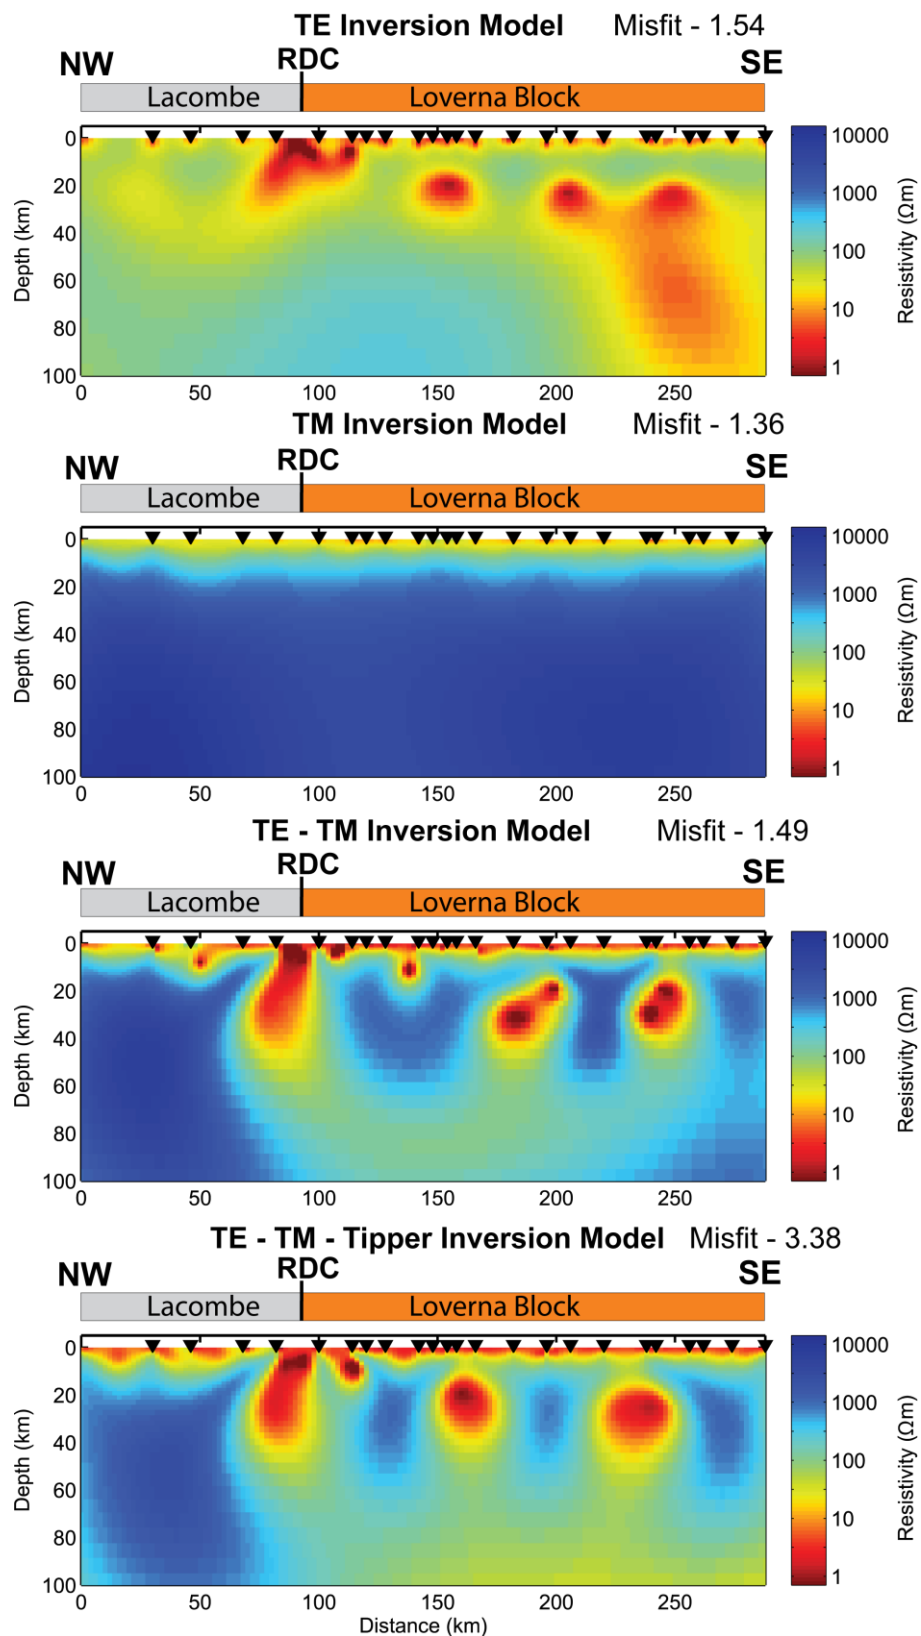 TE Inversion Model Misfit - 1.54
NW RDC SE
Lacombe Loverna Block
0
20
40
60
80
100
Depth (km)
0 50 100 150 200 250
10000
1000
100
10
1
Resistivity (Ωm)
TM Inversion Model Misfit - 1.36
NW RDC SE
Lacombe Loverna Block
0
20
40
60
80
100
Depth (km)
0 50 100 150 200 250
10000
1000
100
10
1
Resistivity (Ωm)
TE - TM Inversion Model Misfit - 1.49
NW RDC SE
Lacombe Loverna Block
0
20
40
60
80
100
Depth (km)
0 50 100 150 200 250
10000
1000
100
10
1
Resistivity (Ωm)
TE - TM - Tipper Inversion Model Misfit - 3.38
NW RDC SE
Lacombe Loverna Block
0
20
40
60
80
100
Depth (km)
0 50 100 150 200 250
Distance (km)
10000
1000
100
10
1
Resistivity (Ωm)